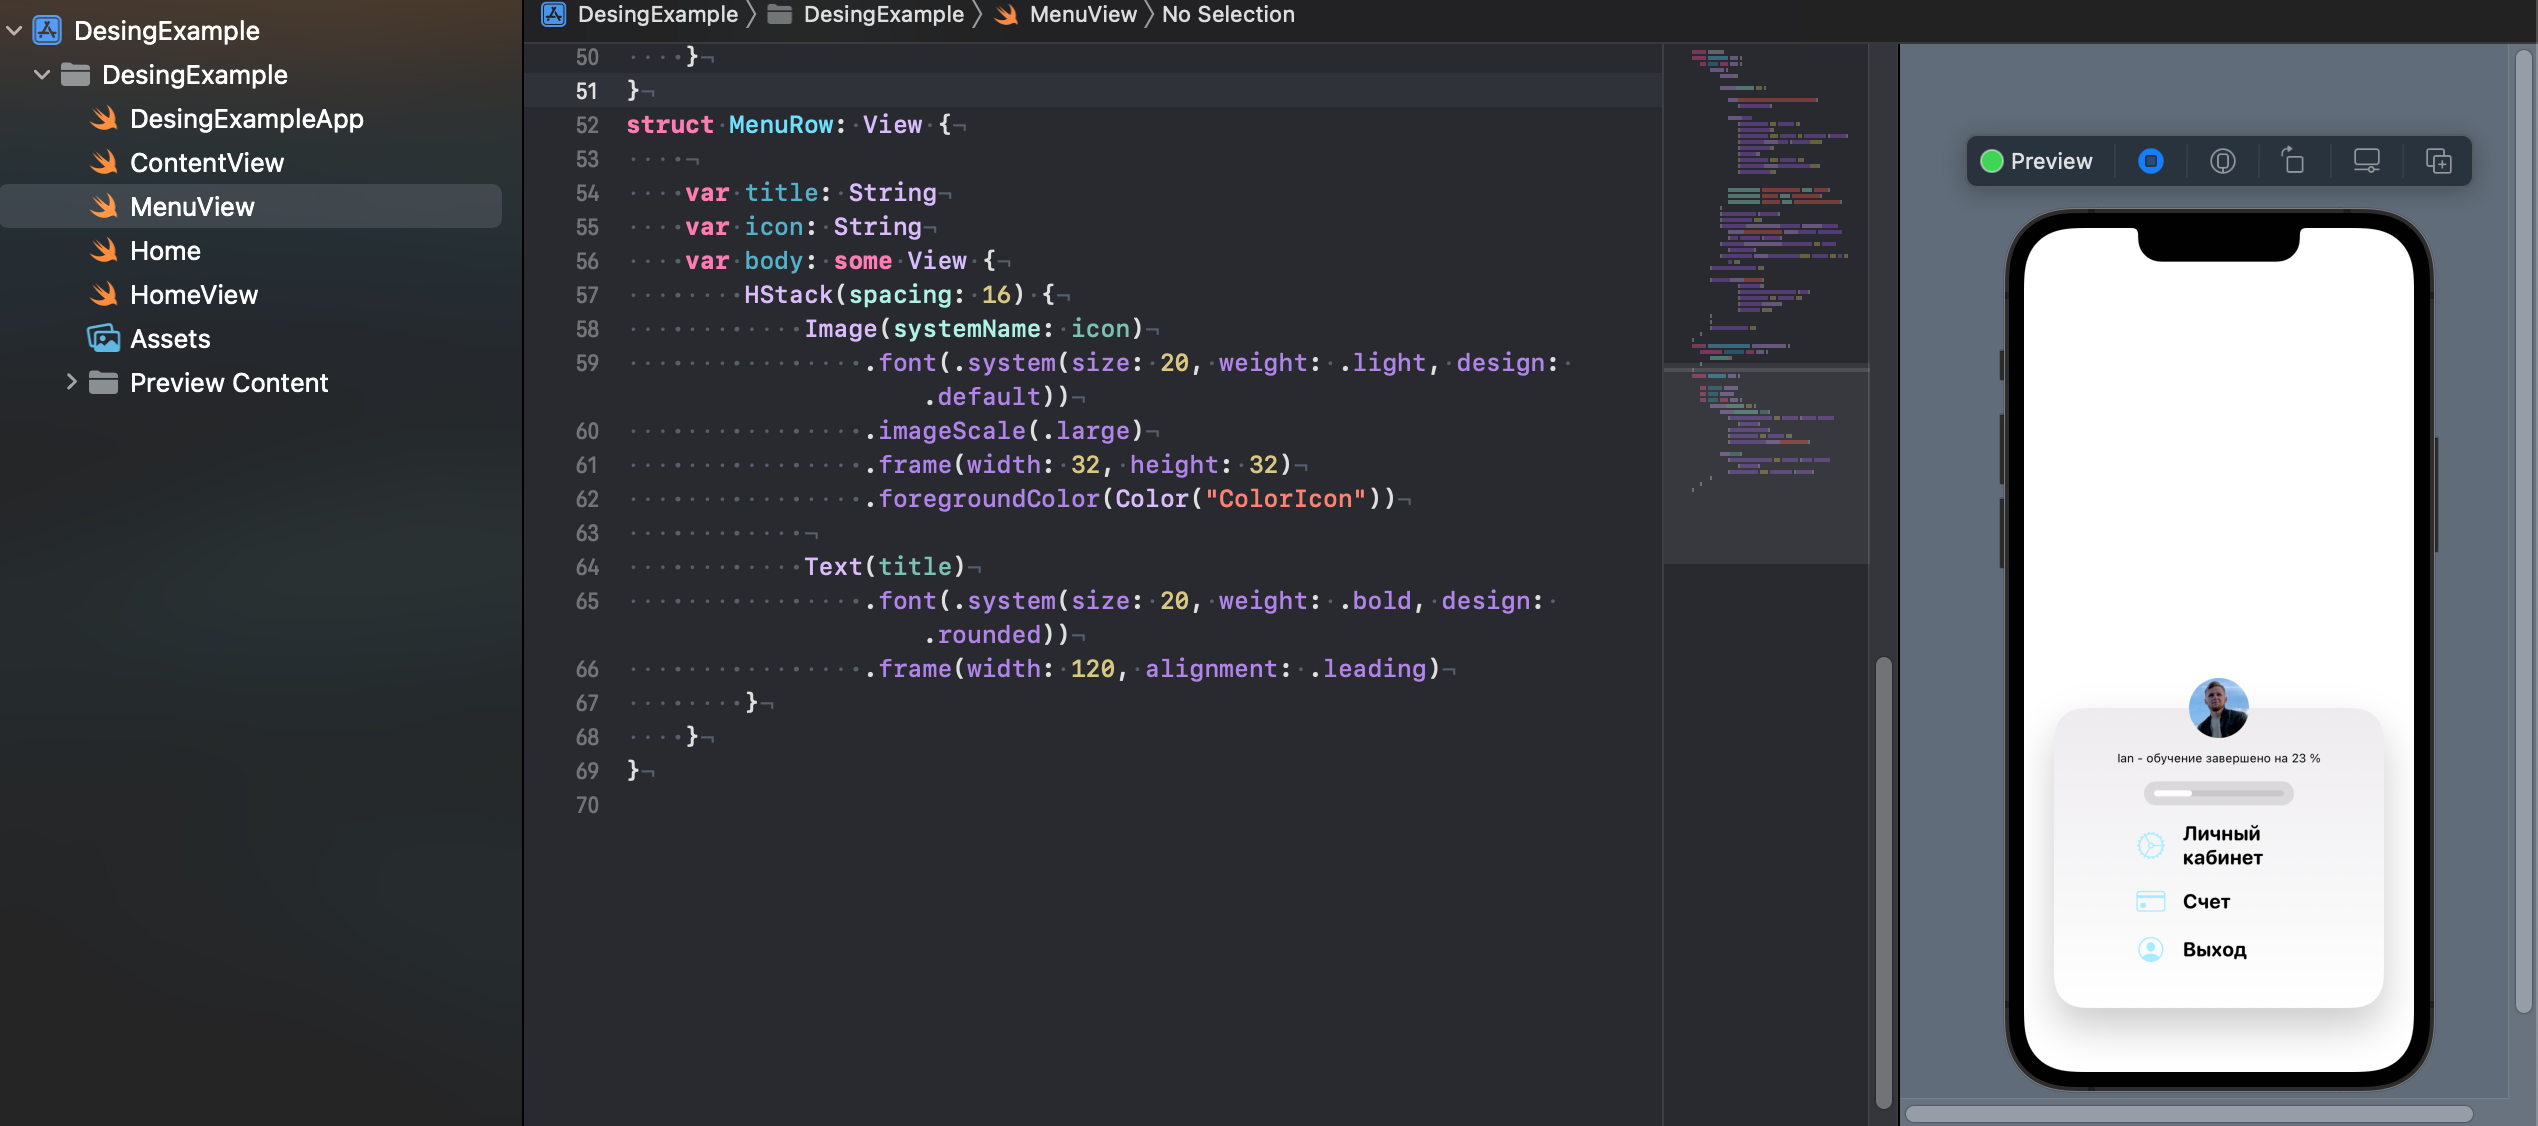 DesingExample
DesingExample
DesingExampleApp
ContentView
MenuView
Home
HomeView
Assets
Preview Content
DesingExample DesingExample MenuView No Selection
50 }
51 }
52 struct MenuRow: View {
53
54 var title: String
55 var icon: String
56 var body: some View {
57 HStack(spacing: 16) {
58 Image(systemName: icon)
59 .font(.system(size: 20, weight: .light, design:
.default))
60 .imageScale(.large)
61 .frame(width: 32, height: 32)
62 .foregroundColor(Color("ColorIcon"))
63
64 Text(title)
65 .font(.system(size: 20, weight: .bold, design:
.rounded))
66 .frame(width: 120, alignment: .leading)
67 }
68 }
69 }
70
Preview
Ian - обучение завершено на 23 %
Личный
кабинет
Счет
Выход